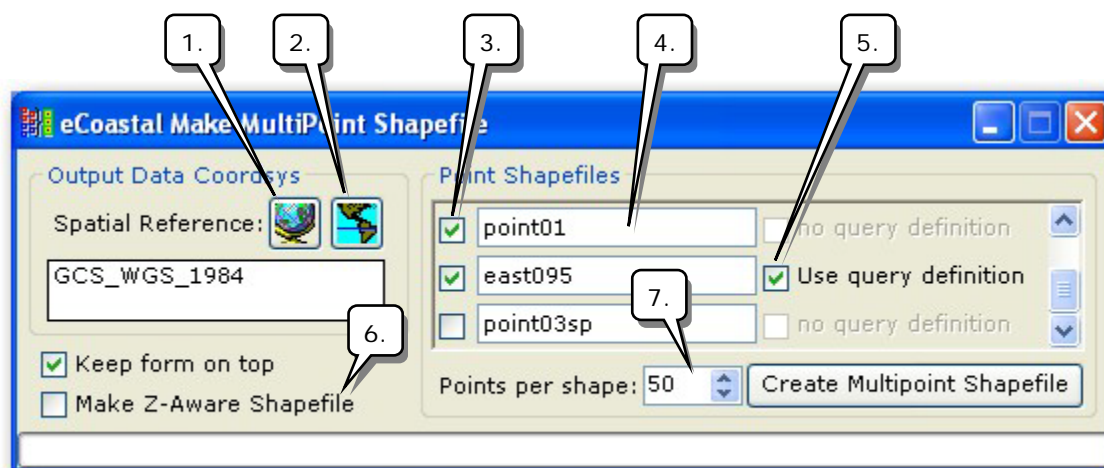 1. 2. 3. 4. 5.
eCoastal Make MultiPoint Shapefile
Output Data Coordsys
Spatial Reference:
GCS_WGS_1984
6.
Keep form on top
Make Z-Aware Shapefile
Point Shapefiles
point01 no query definition
east095 Use query definition
7.
point03sp no query definition
Points per shape: 50 Create Multipoint Shapefile